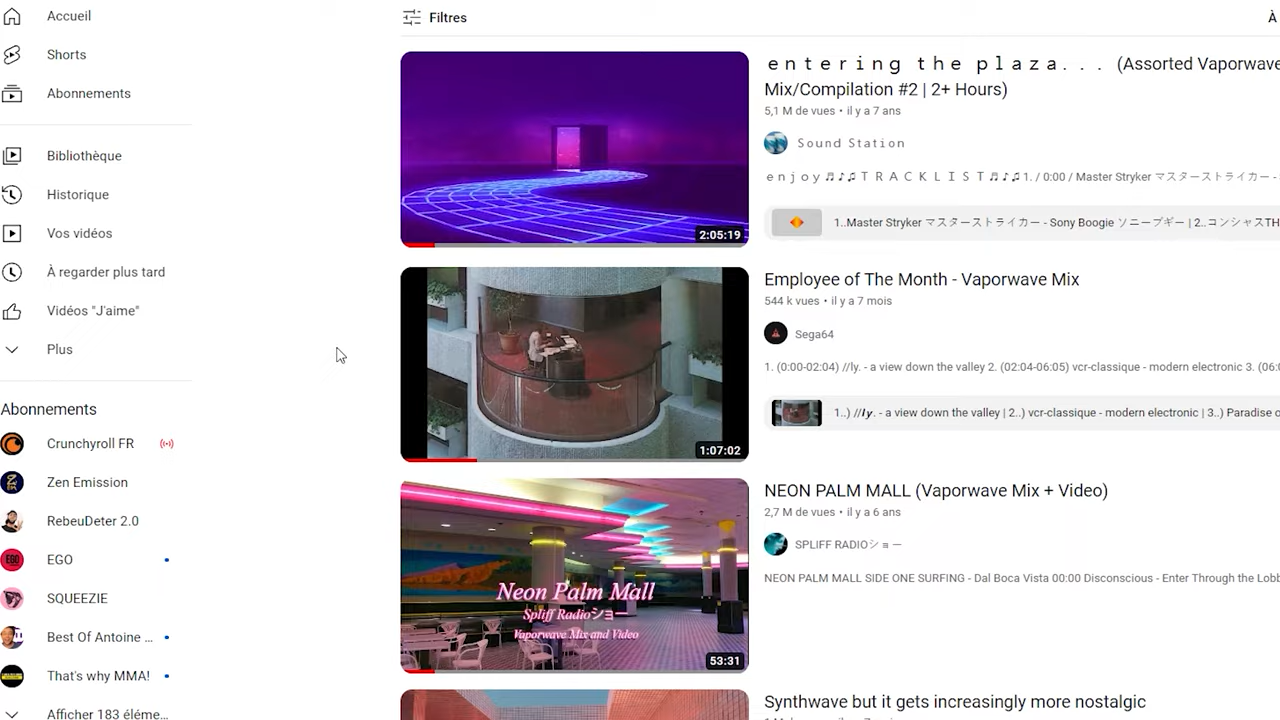 Accueil
Shorts
Abonnements
Bibliothèque
Historique
Vos vidéos
À regarder plus tard
Vidéos "J'aime"
Plus
Abonnements
Crunchyroll FR
Zen Emission
RebeuDeter 2.0
EGO
SQUEEZIE
Best Of Antoine ...
That's why MMA!
Afficher 183 éléme...
Filtres
À
ｅｎｔｅｒｉｎｇ ｔｈｅ ｐｌａｚａ. . . (Assorted Vaporwave
Mix/Compilation #2 | 2+ Hours)
5,1 M de vues • il y a 7 ans
Ｓｏｕｎｄ Ｓｔａｔｉｏｎ
ｅｎｊｏｙ♬♪♫ＴＲＡＣＫＬＩＳＴ♬♪♫1. / 0:00 / Master Stryker マスターストライカー -
1..Master Stryker マスターストライカー - Sony Boogie ソニーブギー | 2..コンシャスTH
2:05:19
Employee of The Month - Vaporwave Mix
544 k vues • il y a 7 mois
Sega64
1. (0:00-02:04) //ly. - a view down the valley 2. (02:04-06:05) vcr-classique - modern electronic 3. (06:0
1..) //𝙡𝙮. - a view down the valley | 2..) vcr-classique - modern electronic | 3..) Paradise
1:07:02
NEON PALM MALL (Vaporwave Mix + Video)
2,7 M de vues • il y a 6 ans
SPLIFF RADIOショー
NEON PALM MALL SIDE ONE SURFING - Dal Boca Vista 00:00 Disconscious - Enter Through the Lobb
Neon Palm Mall
Spliff Radioショー
Vaporwave Mix and Video
53:31
Synthwave but it gets increasingly more nostalgic